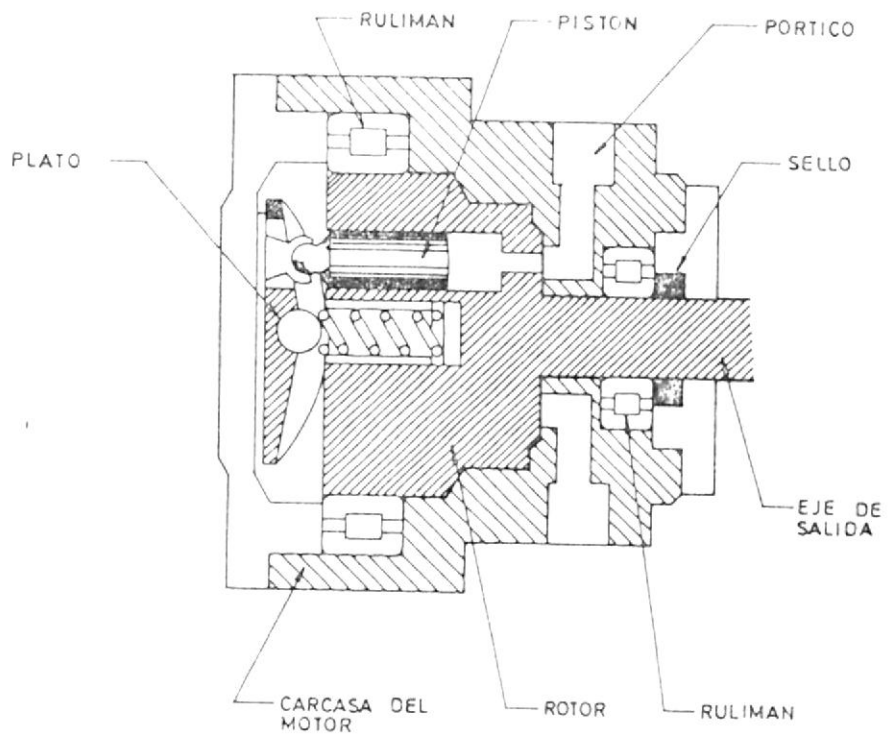 RULIMAN
PISTON
PORTICO
PLATO
SELLO
EJE DE
SALIDA
CARCASA DEL
MOTOR
ROTOR
RULIMAN